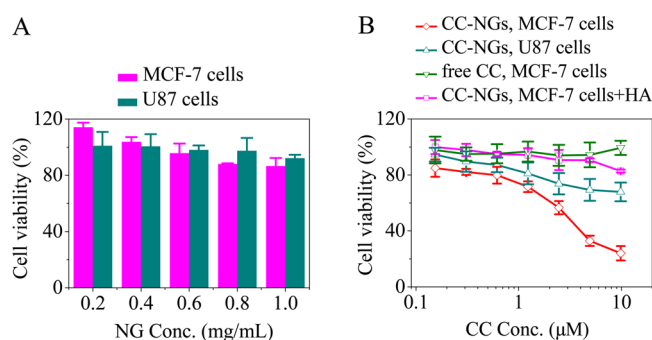 A
MCF-7 cells
U87 cells
Cell viability (%)
120
80
40
0
0.2 0.4 0.6 0.8 1.0
NG Conc. (mg/mL)
B
CC-NGs, MCF-7 cells
CC-NGs, U87 cells
free CC, MCF-7 cells
CC-NGs, MCF-7 cells+HA
Cell viability (%)
120
80
40
0
0.1 1 10
CC Conc. (μM)